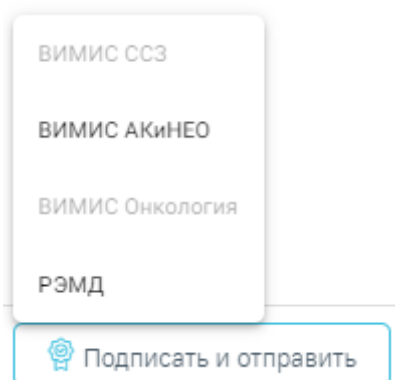 ВИМИС ССЗ
ВИМИС АКиНЕО
ВИМИС Онкология
РЭМД
Подписать и отправить